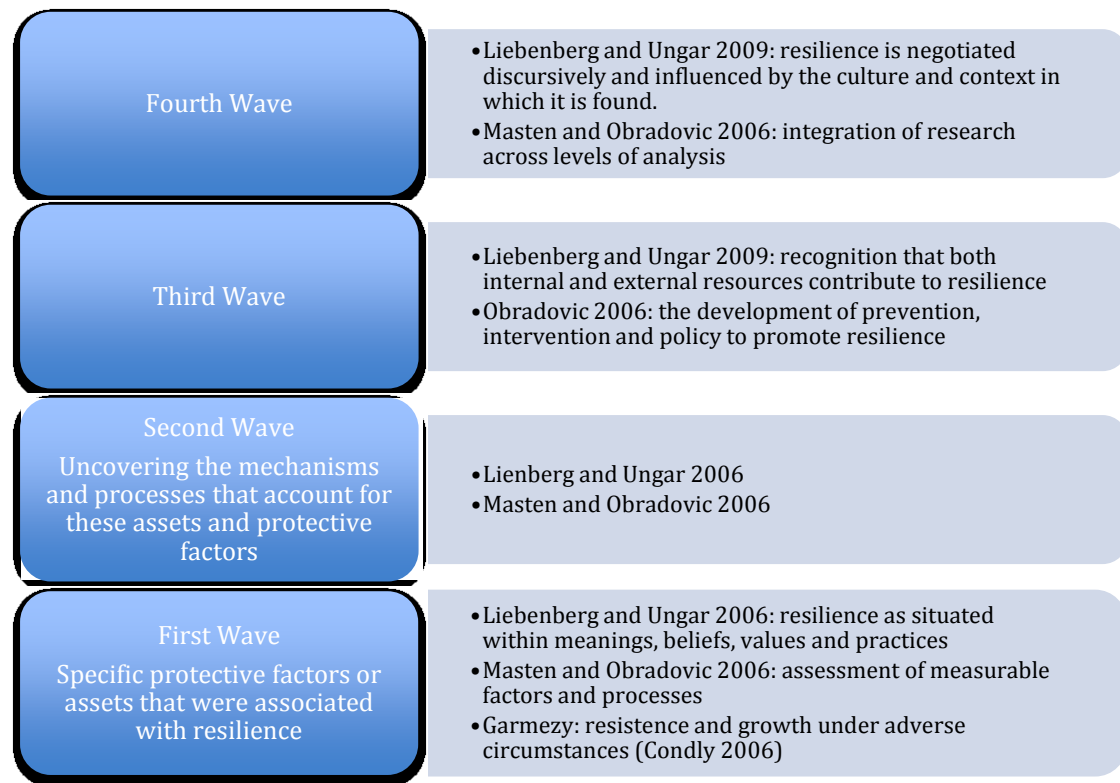 Fourth Wave
•Liebenberg and Ungar 2009: resilience is negotiated
discursively and influenced by the culture and context in
which it is found.
•Masten and Obradovic 2006: integration of research
across levels of analysis
Third Wave
•Liebenberg and Ungar 2009: recognition that both
internal and external resources contribute to resilience
•Obradovic 2006: the development of prevention,
intervention and policy to promote resilience
Second Wave
Uncovering the mechanisms
and processes that account for
these assets and protective
factors
•Lienberg and Ungar 2006
•Masten and Obradovic 2006
First Wave
Specific protective factors or
assets that were associated
with resilience
•Liebenberg and Ungar 2006: resilience as situated
within meanings, beliefs, values and practices
•Masten and Obradovic 2006: assessment of measurable
factors and processes
•Garmezy: resistence and growth under adverse
circumstances (Condly 2006)